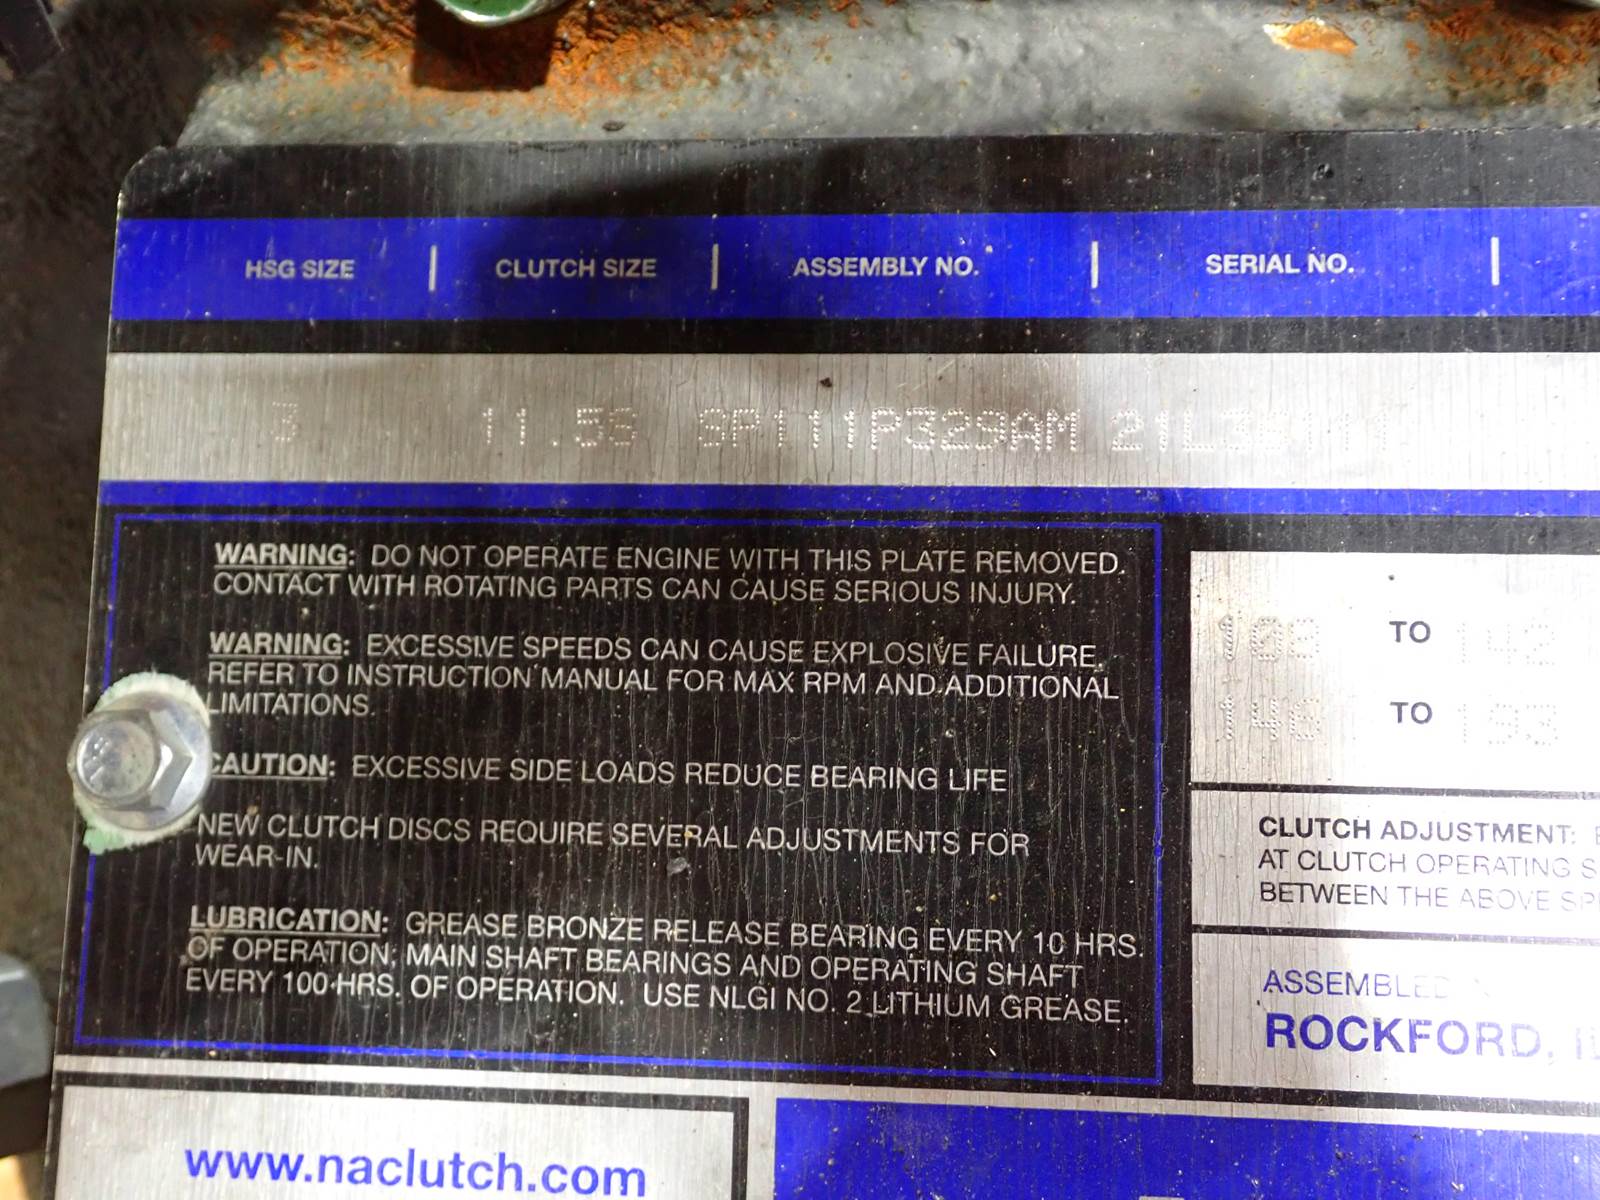 HSG SIZE | CLUTCH SIZE | ASSEMBLY NO. | SERIAL NO. |
3 11.58 SP111P329AM
WARNING: DO NOT OPERATE ENGINE WITH THIS PLATE REMOVED.
CONTACT WITH ROTATING PARTS CAN CAUSE SERIOUS INJURY.
WARNING: EXCESSIVE SPEEDS CAN CAUSE EXPLOSIVE FAILURE.
REFER TO INSTRUCTION MANUAL FOR MAX RPM AND ADDITIONAL
LIMITATIONS.
CAUTION: EXCESSIVE SIDE LOADS REDUCE BEARING LIFE
NEW CLUTCH DISCS REQUIRE SEVERAL ADJUSTMENTS FOR
WEAR-IN.
LUBRICATION: GREASE BRONZE RELEASE BEARING EVERY 10 HRS.
OF OPERATION; MAIN SHAFT BEARINGS AND OPERATING SHAFT
EVERY 100 HRS. OF OPERATION. USE NLGI NO. 2 LITHIUM GREASE.
TO 142
TO 193
CLUTCH ADJUSTMENT:
AT CLUTCH OPERATING
BETWEEN THE ABOVE
ASSEMBLED
ROCKFORD,
www.naclutch.com